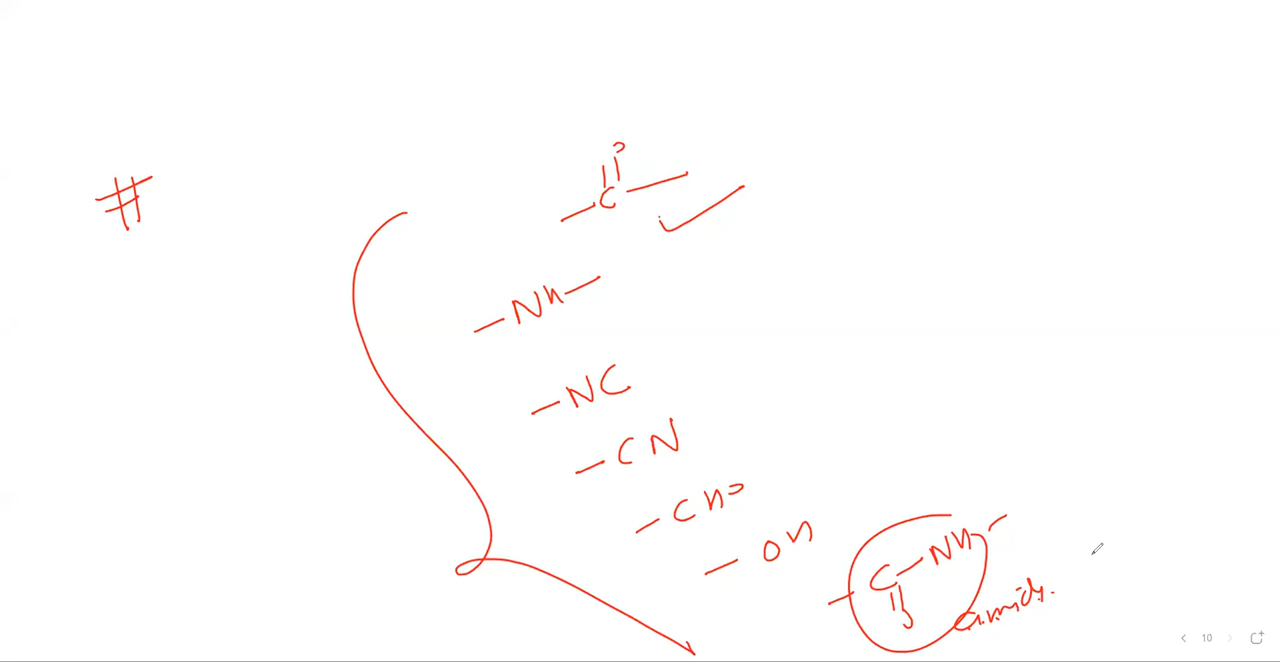 #
O
||
– C –
– NH –
– NC
– CN
– CHO
– OH
– C – NH –
||
O
amide.
10